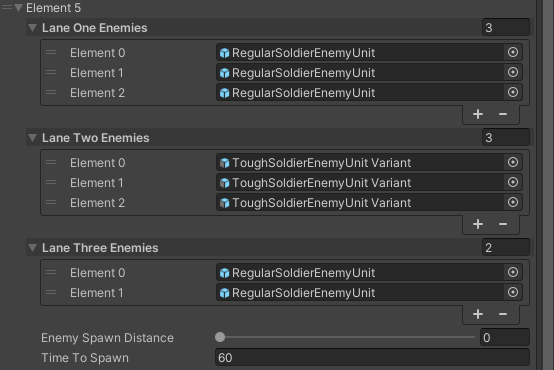 Element 5
Lane One Enemies 3
Element 0 RegularSoldierEnemyUnit
Element 1 RegularSoldierEnemyUnit
Element 2 RegularSoldierEnemyUnit
+ −
Lane Two Enemies 3
Element 0 ToughSoldierEnemyUnit Variant
Element 1 ToughSoldierEnemyUnit Variant
Element 2 ToughSoldierEnemyUnit Variant
+ −
Lane Three Enemies 2
Element 0 RegularSoldierEnemyUnit
Element 1 RegularSoldierEnemyUnit
+ −
Enemy Spawn Distance 0
Time To Spawn 60